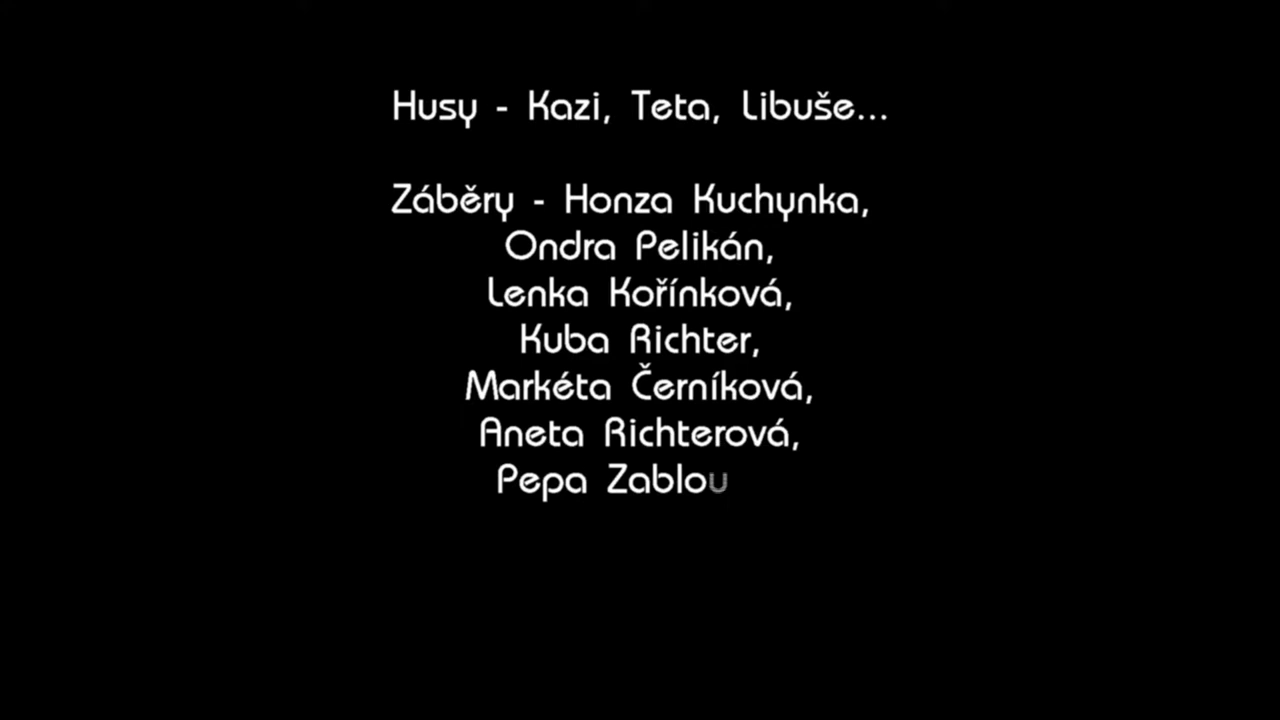 Husy - Kazi, Teta, Libuše...
Záběry - Honza Kuchynka,
Ondra Pelikán,
Lenka Kořínková,
Kuba Richter,
Markéta Černíková,
Aneta Richterová,
Pepa Zablou